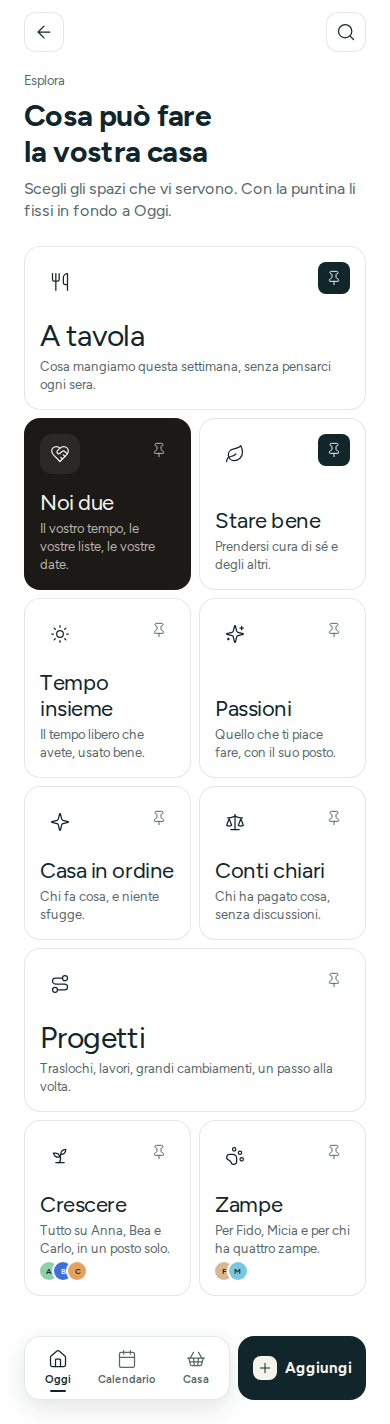 Esplora
Cosa può fare
la vostra casa
Scegli gli spazi che vi servono. Con la puntina li
fissi in fondo a Oggi.
A tavola
Cosa mangiamo questa settimana, senza pensarci
ogni sera.
Noi due
Il vostro tempo, le
vostre liste, le vostre
date.
Stare bene
Prendersi cura di sé e
degli altri.
Tempo
insieme
Il tempo libero che
avete, usato bene.
Passioni
Quello che ti piace
fare, con il suo posto.
Casa in ordine
Chi fa cosa, e niente
sfugge.
Conti chiari
Chi ha pagato cosa,
senza discussioni.
Progetti
Traslochi, lavori, grandi cambiamenti, un passo alla
volta.
Crescere
Tutto su Anna, Bea e
Carlo, in un posto solo.
A B C
Zampe
Per Fido, Micia e per chi
ha quattro zampe.
F M
Oggi
Calendario
Casa
Aggiungi